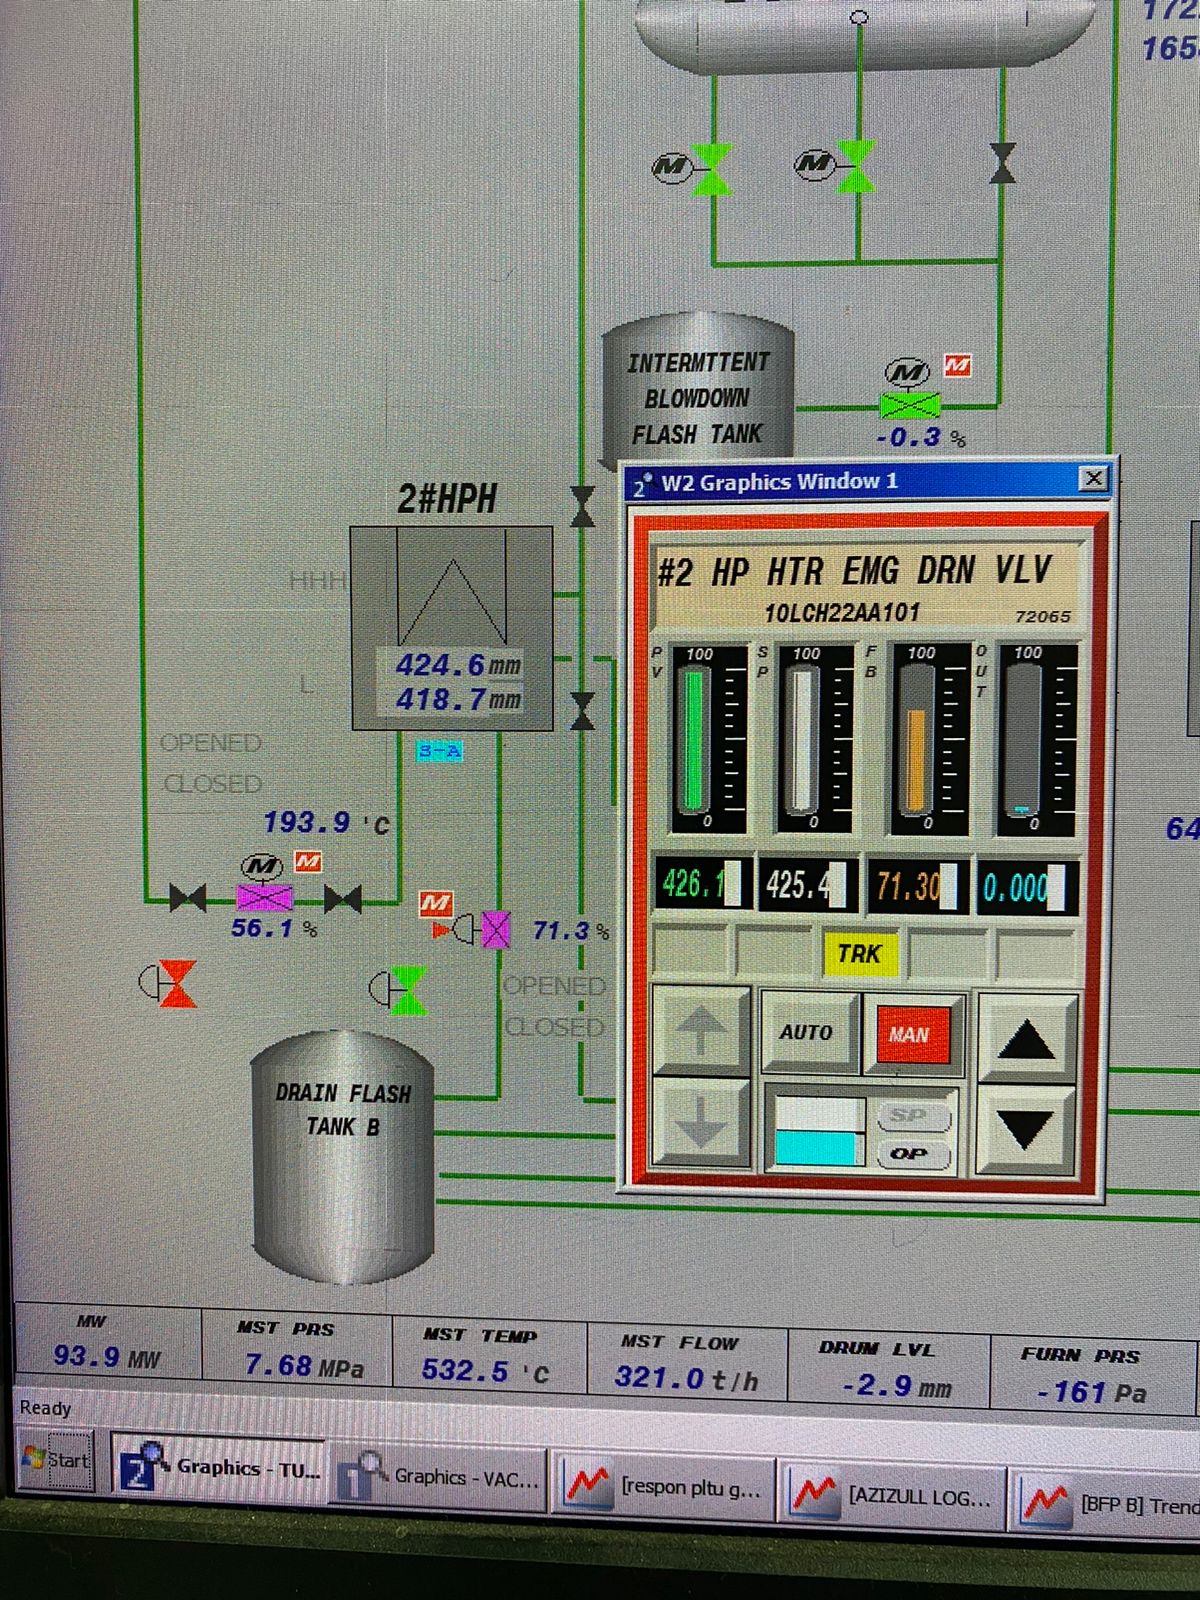 172
165
M
M
INTERMTTENT
BLOWDOWN
FLASH TANK
M
M
-0.3 %
2#HPH
HHH
424.6 mm
L
418.7 mm
S-A
OPENED
CLOSED
193.9 'C
M
M
56.1 %
M
71.3 %
OPENED
CLOSED
DRAIN FLASH
TANK B
64
2 W2 Graphics Window 1
#2 HP HTR EMG DRN VLV
10LCH22AA101 72065
PV 100 SP 100 FB 100 OUT 100
0 0 0 0
426.1 425.4 71.30 0.000
TRK
AUTO MAN
SP
OP
MW MST PRS MST TEMP MST FLOW DRUM LVL FURN PRS
93.9 MW 7.68 MPa 532.5 'C 321.0 t/h -2.9 mm -161 Pa
Ready
Start 2 Graphics - TU... 1 Graphics - VAC... [respon pltu g... [AZIZULL LOG... [BFP B] Trend